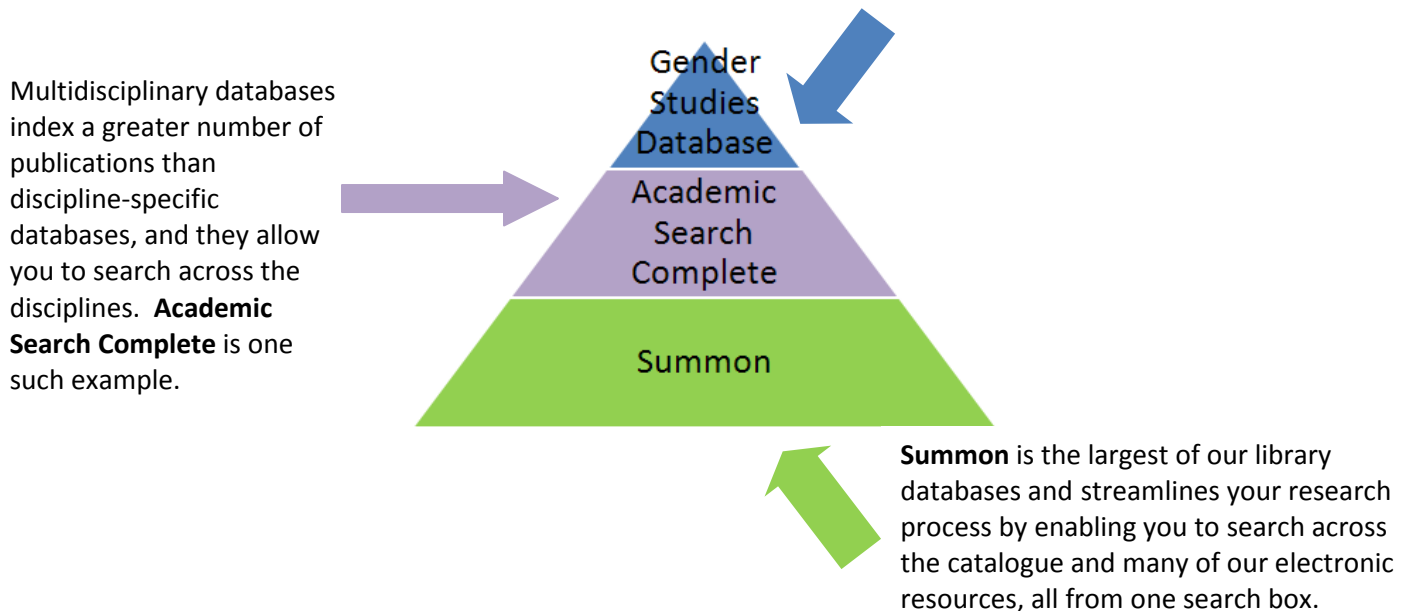 Gender
Studies
Database
Multidisciplinary databases
index a greater number of
publications than
discipline-specific
databases, and they allow
you to search across the
disciplines.  Academic
Search Complete is one
such example.
Academic
Search
Complete
Summon
Summon is the largest of our library
databases and streamlines your research
process by enabling you to search across
the catalogue and many of our electronic
resources, all from one search box.